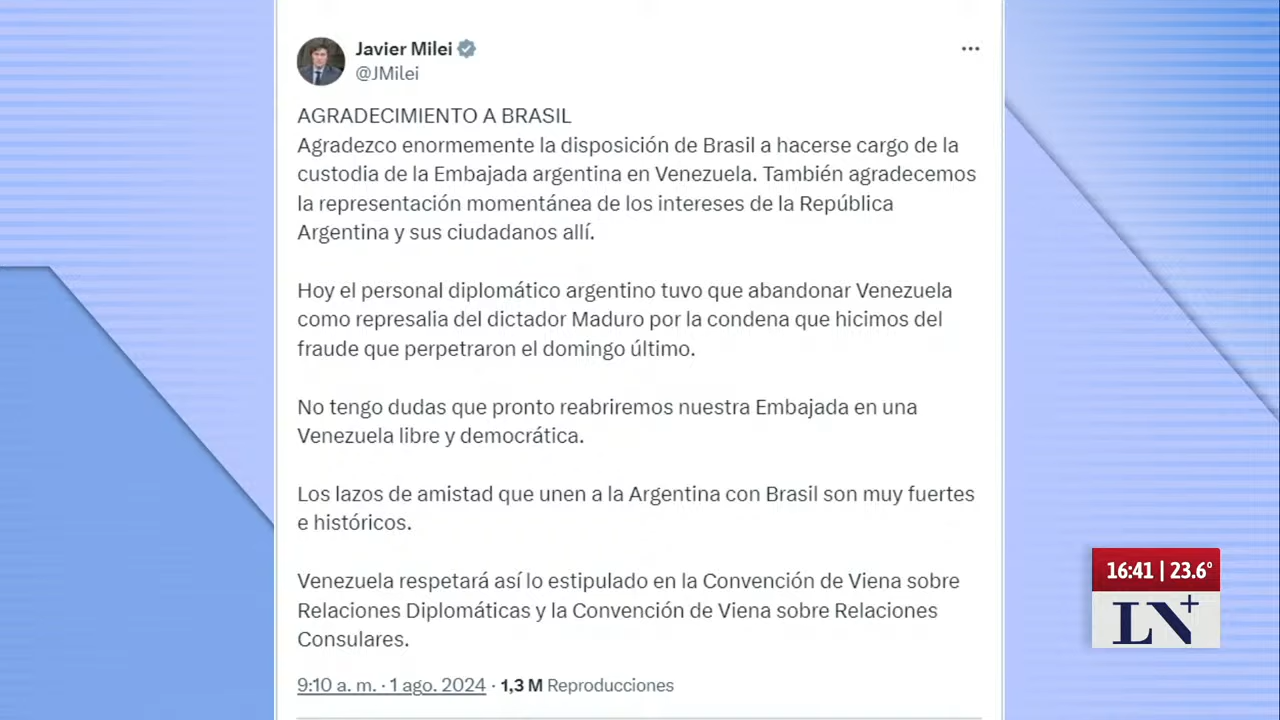 Javier Milei
@JMilei
AGRADECIMIENTO A BRASIL
Agradezco enormemente la disposición de Brasil a hacerse cargo de la
custodia de la Embajada argentina en Venezuela. También agradecemos
la representación momentánea de los intereses de la República
Argentina y sus ciudadanos allí.
Hoy el personal diplomático argentino tuvo que abandonar Venezuela
como represalia del dictador Maduro por la condena que hicimos del
fraude que perpetraron el domingo último.
No tengo dudas que pronto reabriremos nuestra Embajada en una
Venezuela libre y democrática.
Los lazos de amistad que unen a la Argentina con Brasil son muy fuertes
e históricos.
Venezuela respetará así lo estipulado en la Convención de Viena sobre
Relaciones Diplomáticas y la Convención de Viena sobre Relaciones
Consulares.
9:10 a. m. · 1 ago. 2024 · 1,3 M Reproducciones
16:41 | 23.6°
LN+